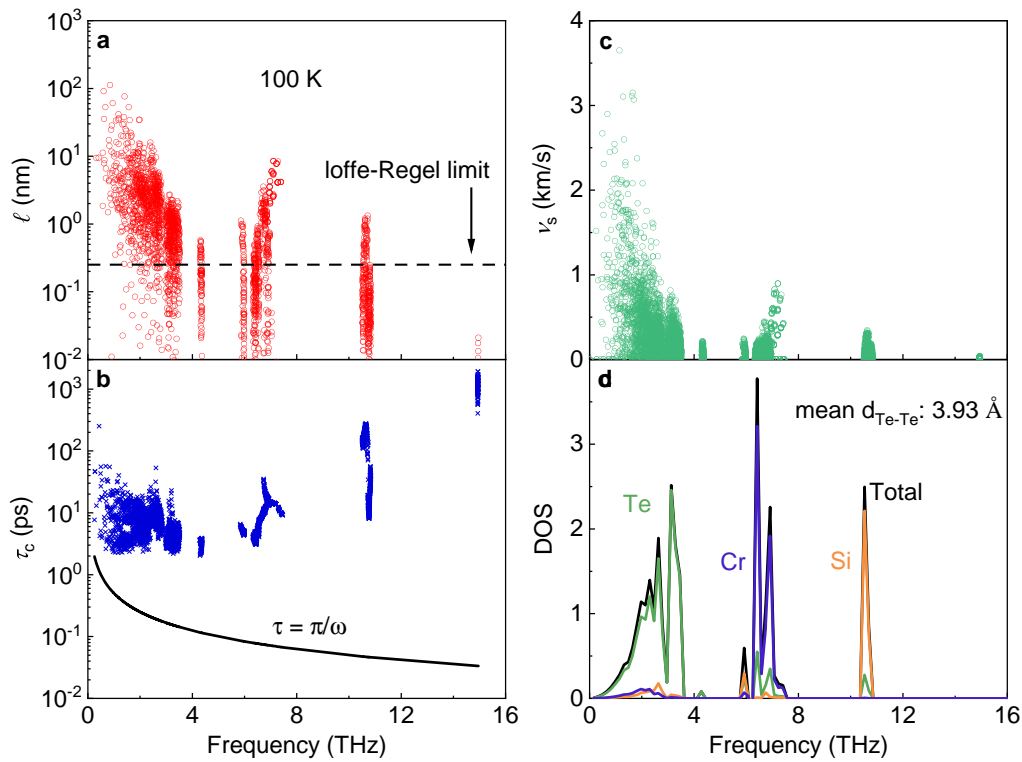 a
100 K
Ioffe-Regel limit
ℓ (nm)
10³
10²
10¹
10⁰
10⁻¹
10⁻²
b
τ = π/ω
τc (ps)
10³
10²
10¹
10⁰
10⁻¹
10⁻²
0 4 8 12 16
Frequency (THz)
c
νs (km/s)
4
3
2
1
0
d
mean dTe-Te: 3.93 Å
Total
Te
Cr
Si
DOS
3
2
1
0
0 4 8 12 16
Frequency (THz)